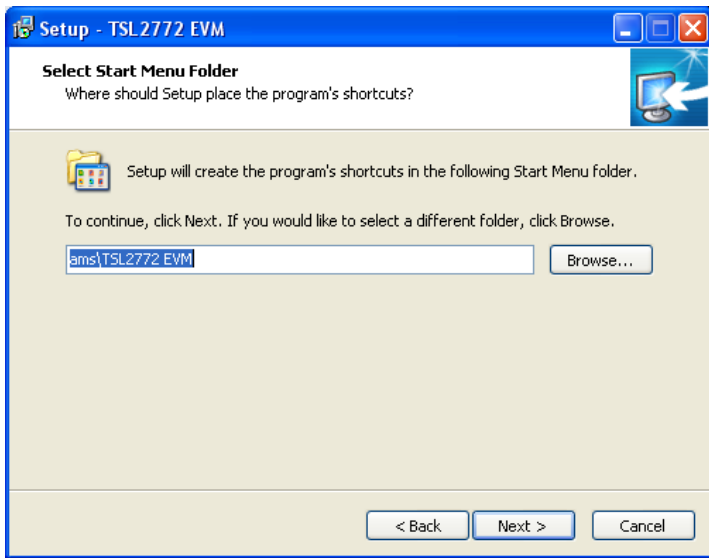 Setup - TSL2772 EVM
Select Start Menu Folder
Where should Setup place the program's shortcuts?
Setup will create the program's shortcuts in the following Start Menu folder.
To continue, click Next. If you would like to select a different folder, click Browse.
ams\TSL2772 EVM
Browse...
< Back
Next >
Cancel